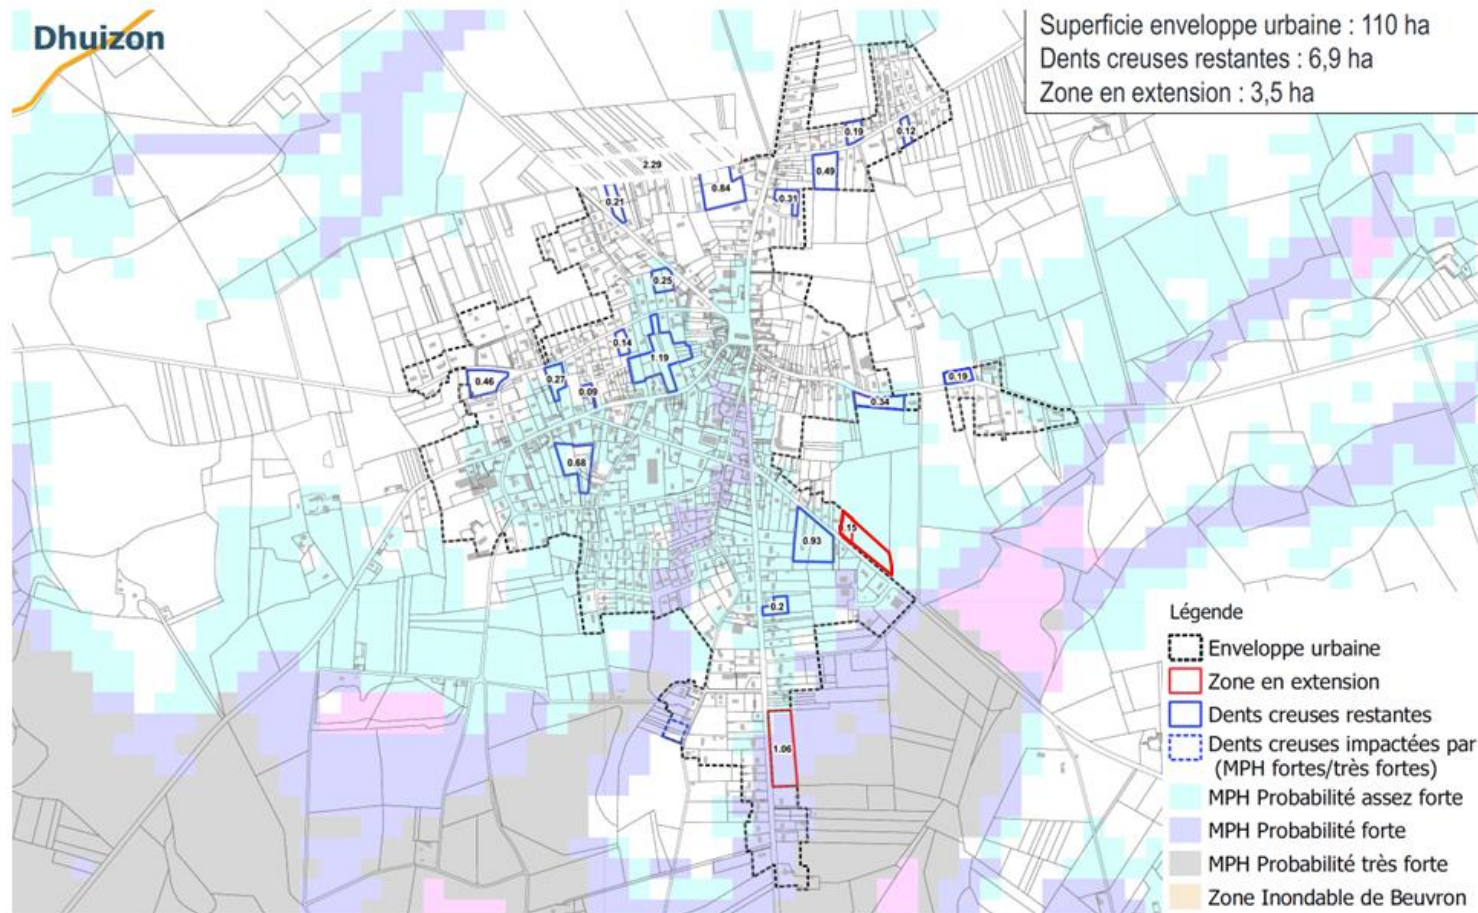 Dhuizon
Superficie enveloppe urbaine : 110 ha
Dents creuses restantes : 6,9 ha
Zone en extension : 3,5 ha
0.19
0.12
2.29
0.49
0.84
0.21
0.31
0.25
0.14
1.19
0.46
0.27
0.19
0.09
0.34
0.68
.15
0.93
0.2
1.06
Légende
Enveloppe urbaine
Zone en extension
Dents creuses restantes
Dents creuses impactées par
(MPH fortes/très fortes)
MPH Probabilité assez forte
MPH Probabilité forte
MPH Probabilité très forte
Zone Inondable de Beuvron